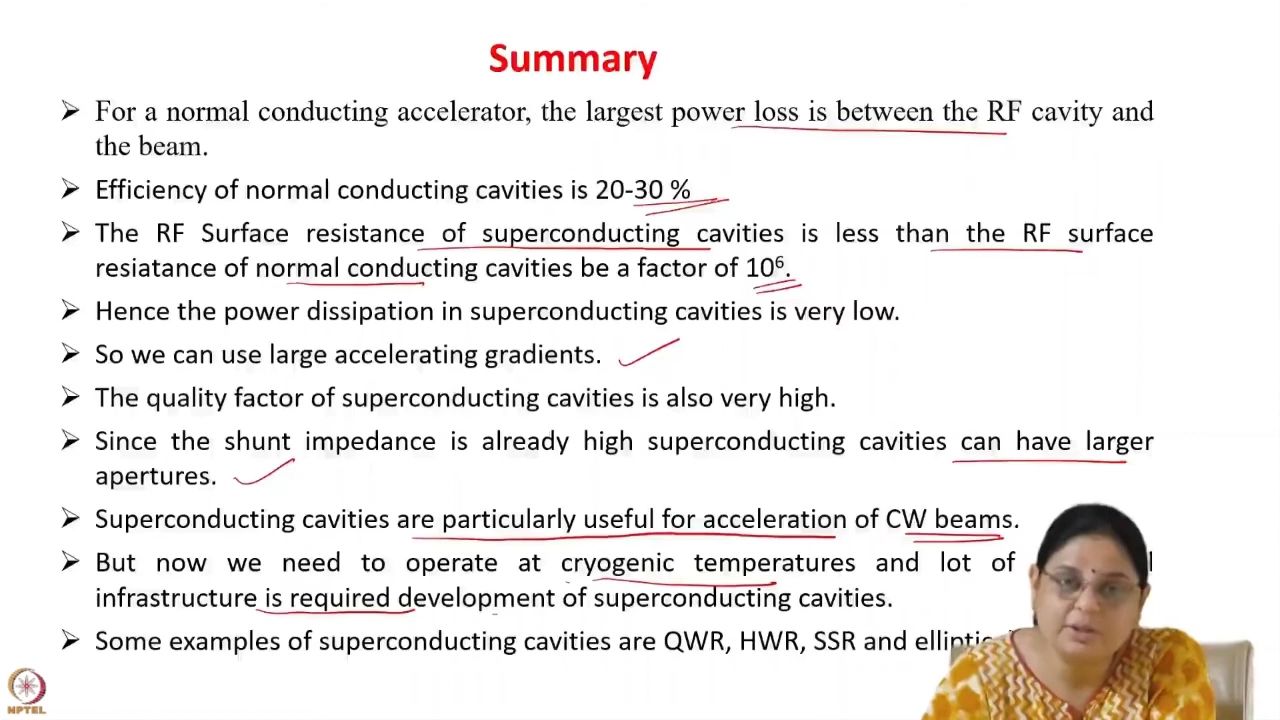 Summary
➢ For a normal conducting accelerator, the largest power loss is between the RF cavity and
the beam.
➢ Efficiency of normal conducting cavities is 20-30 %
➢ The RF Surface resistance of superconducting cavities is less than the RF surface
resiatance of normal conducting cavities be a factor of 10⁶.
➢ Hence the power dissipation in superconducting cavities is very low.
➢ So we can use large accelerating gradients.
➢ The quality factor of superconducting cavities is also very high.
➢ Since the shunt impedance is already high superconducting cavities can have larger
apertures.
➢ Superconducting cavities are particularly useful for acceleration of CW beams.
➢ But now we need to operate at cryogenic temperatures and lot of
infrastructure is required development of superconducting cavities.
➢ Some examples of superconducting cavities are QWR, HWR, SSR and
NPTEL